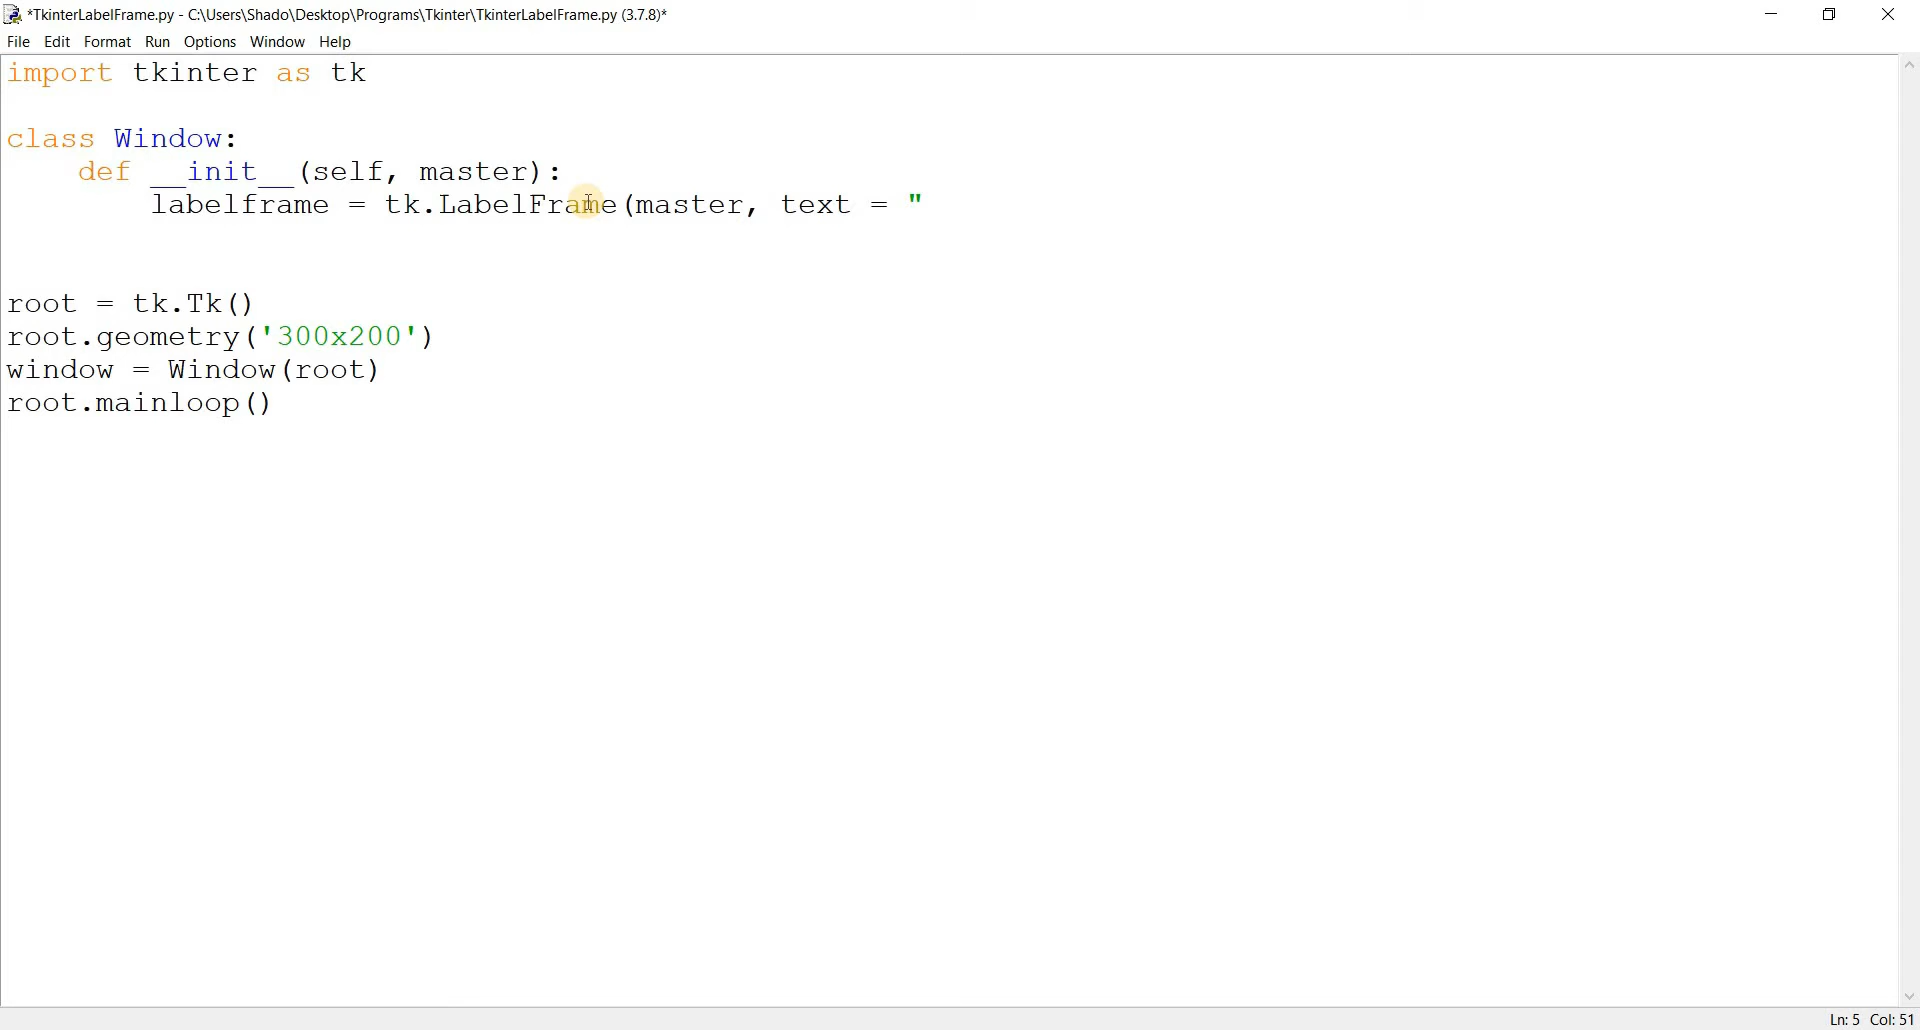 *TkinterLabelFrame.py - C:\Users\Shado\Desktop\Programs\Tkinter\TkinterLabelFrame.py (3.7.8)*
File Edit Format Run Options Window Help
import tkinter as tk
class Window:
    def __init__(self, master):
        labelframe = tk.LabelFrame(master, text = "
root = tk.Tk()
root.geometry('300x200')
window = Window(root)
root.mainloop()
Ln: 5 Col: 51